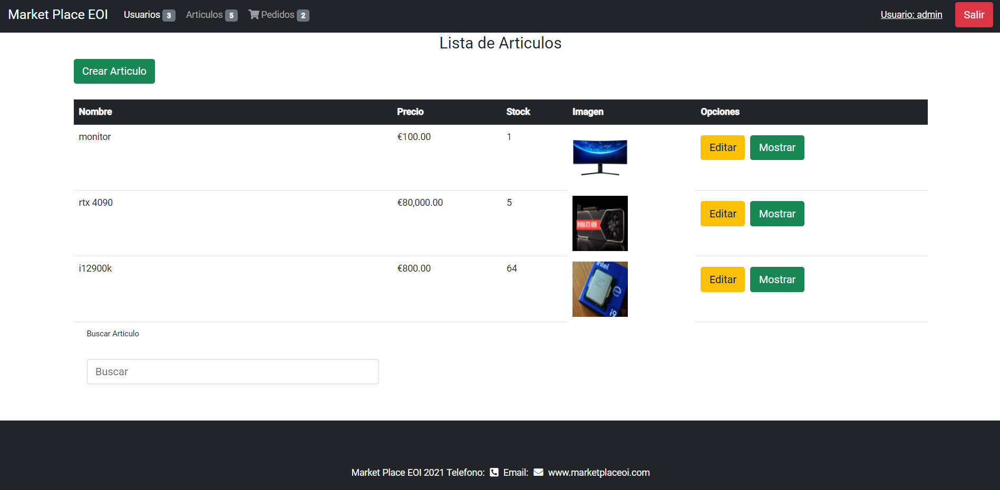 Market Place EOI Usuarios 3 Articulos 5 Pedidos 2 Usuario: admin Salir
Lista de Articulos
Crear Articulo
Nombre Precio Stock Imagen Opciones
monitor €100.00 1 Editar Mostrar
rtx 4090 €80,000.00 5 Editar Mostrar
NVIDIA RTX 4090
i12900k €800.00 64 Editar Mostrar
intel
i9
Buscar Articulo
Buscar
Market Place EOI 2021 Telefono: Email: www.marketplaceoi.com